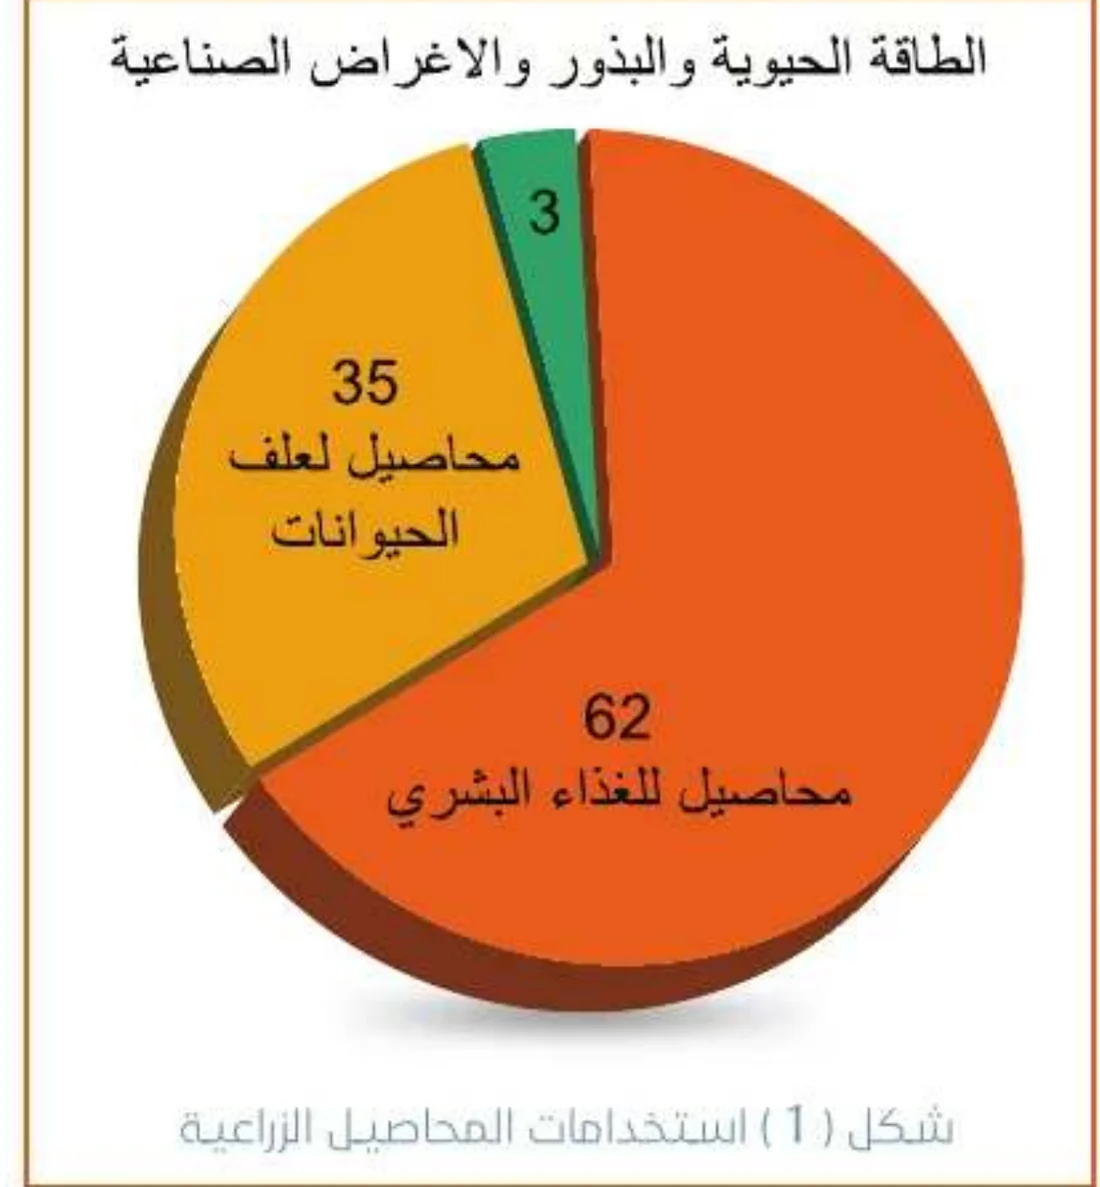 الطاقة الحيوية والبذور والاغراض الصناعية
3
35
محاصيل لعلف
الحيوانات
62
محاصيل للغذاء البشري
شكل ( 1 ) استخدامات المحاصيل الزراعية